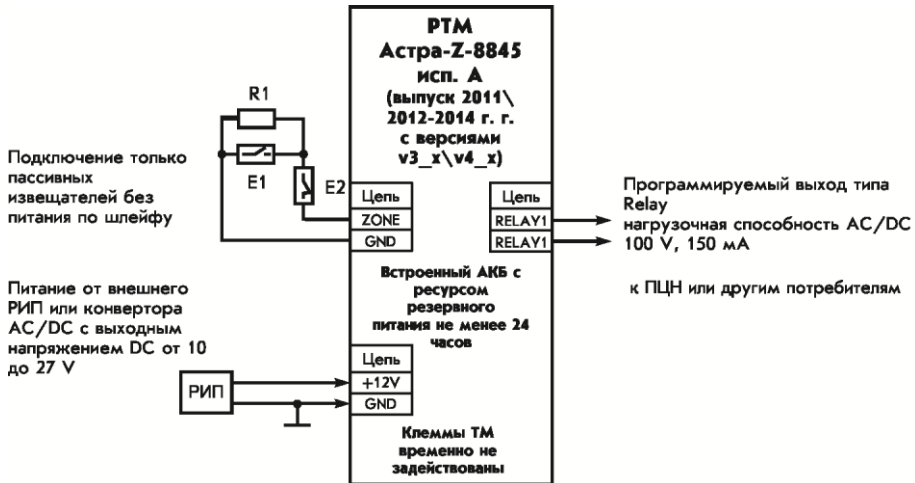 РТМ
Астра-Z-8845
исп. А
(выпуск 2011\
2012-2014 г. г.
с версиями
v3_x\v4_x)
R1
E1
E2
Подключение только
пассивных
извещателей без
питания по шлейфу
Цепь
ZONE
GND
Цепь
RELAY1
RELAY1
Программируемый выход типа
Relay
нагрузочная способность AC/DC
100 V, 150 мА
к ПЦН или другим потребителям
Встроенный АКБ с
ресурсом
резервного
питания не менее 24
часов
Питание от внешнего
РИП или конвертора
AC/DC с выходным
напряжением DC от 10
до 27 V
РИП
Цепь
+12V
GND
Клеммы ТМ
временно не
задействованы